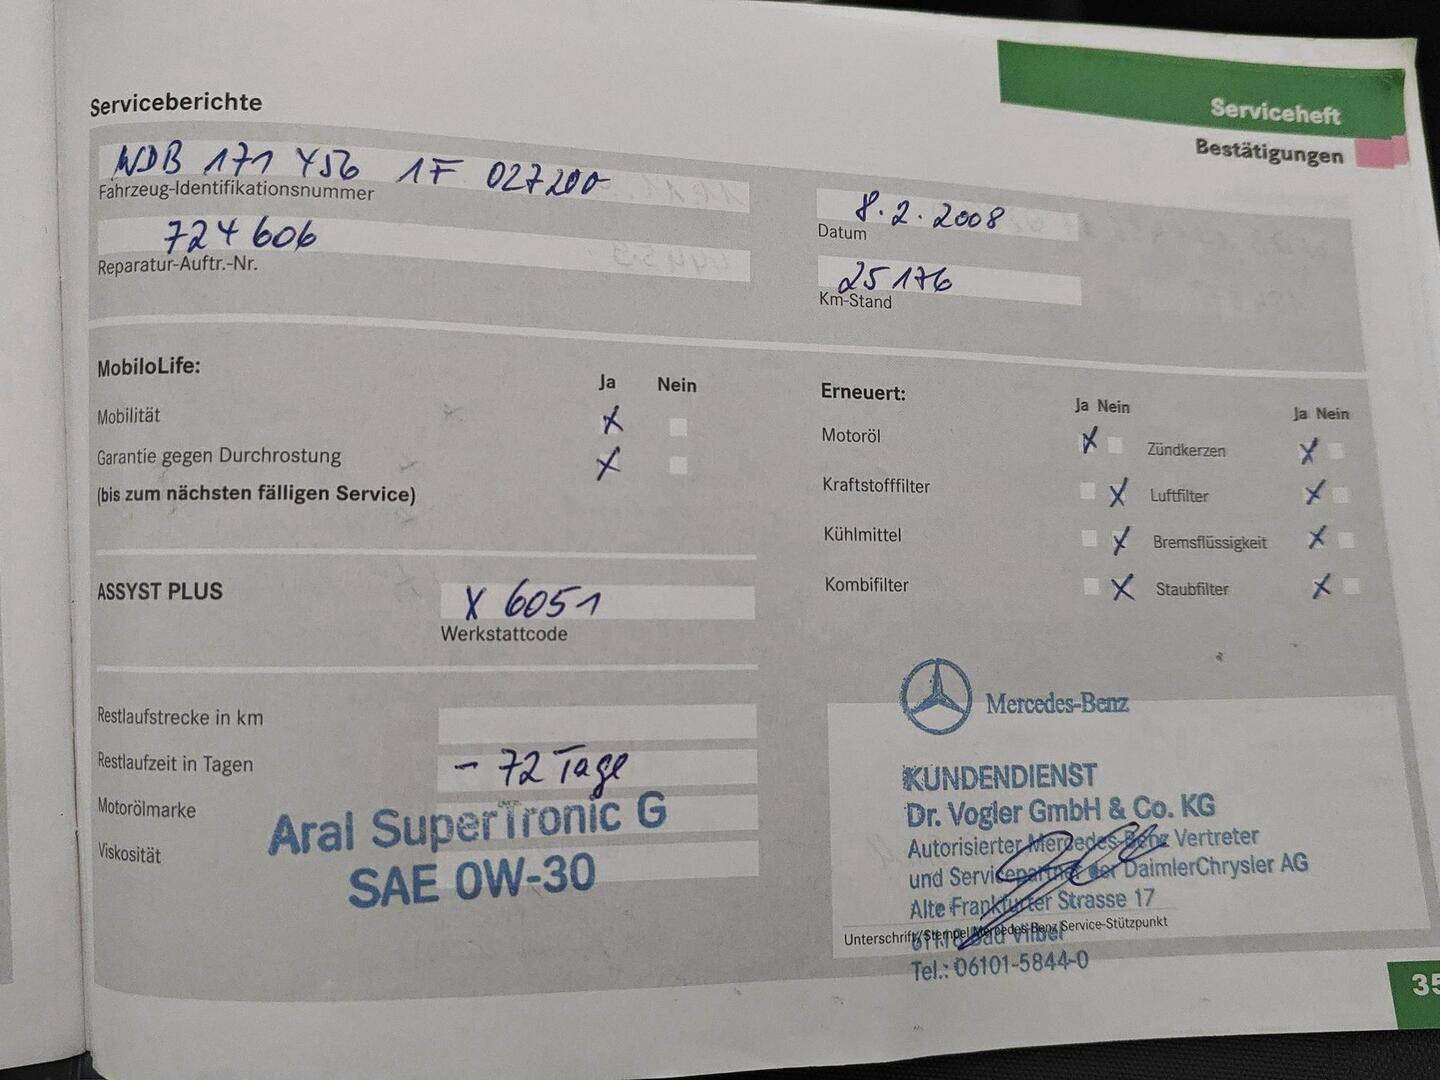 Serviceheft
Bestätigungen
Serviceberichte
WDB 171 456 1F 027200
Fahrzeug-Identifikationsnummer
724606
Reparatur-Auftr.-Nr.
8.2.2008
Datum
25176
Km-Stand
MobiloLife:
Ja Nein
Mobilität X
Garantie gegen Durchrostung X
(bis zum nächsten fälligen Service)
ASSYST PLUS
X 6051
Werkstattcode
Restlaufstrecke in km
Restlaufzeit in Tagen - 72 Tage
Motorölmarke
Aral SuperTronic G
Viskosität
SAE 0W-30
Erneuert:
Ja Nein Ja Nein
Motoröl X Zündkerzen X
Kraftstofffilter X Luftfilter X
Kühlmittel X Bremsflüssigkeit X
Kombifilter X Staubfilter X
Mercedes-Benz
KUNDENDIENST
Dr. Vogler GmbH & Co. KG
Autorisierter Mercedes-Benz Vertreter
und Servicepartner der DaimlerChrysler AG
Alte Frankfurter Strasse 17
Unterschrift/Stempel Mercedes-Benz Service-Stützpunkt
Bad Vilbel
Tel.: 06101-5844-0
35